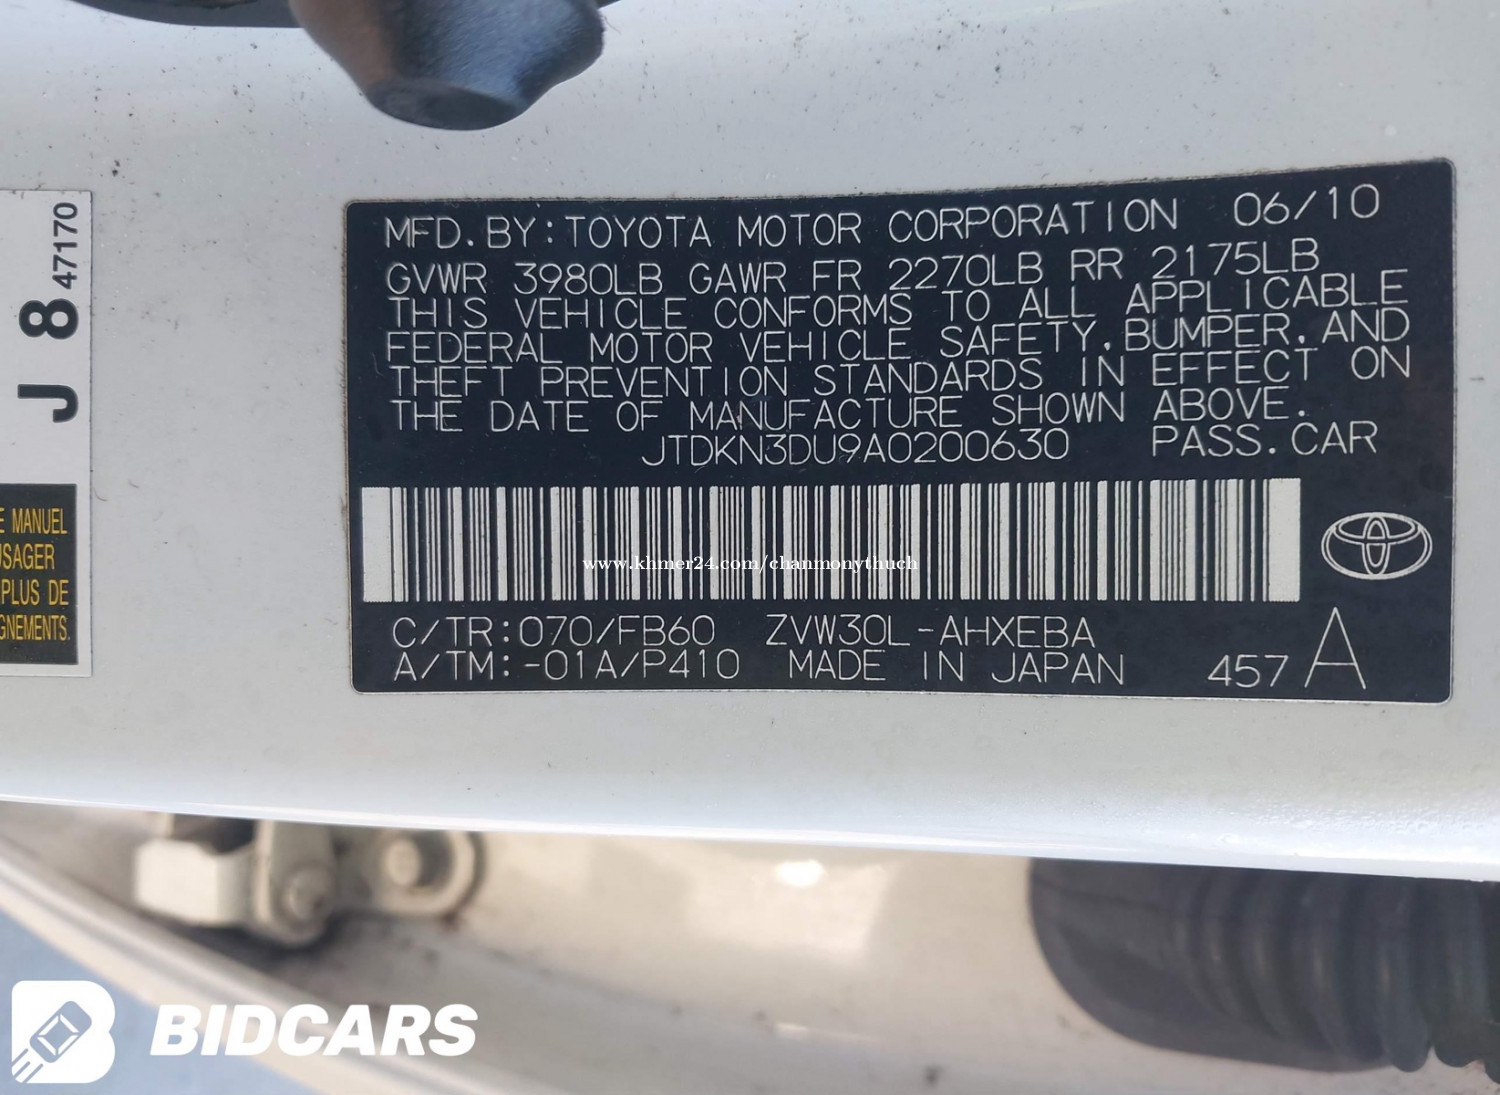 MFD. BY: TOYOTA MOTOR CORPORATION 06/10
GVWR 3980LB GAWR FR 2270LB RR 2175LB
THIS VEHICLE CONFORMS TO ALL APPLICABLE
FEDERAL MOTOR VEHICLE SAFETY, BUMPER, AND
THEFT PREVENTION STANDARDS IN EFFECT ON
THE DATE OF MANUFACTURE SHOWN ABOVE.
JTDKN3DU9A0200630 PASS. CAR
www.khmer24.com/chanmonythuch
C/TR: 070/FB60 ZVW30L-AHXEBA
A/TM: -01A/P410 MADE IN JAPAN 457 A
J 8 47170
E MANUEL
USAGER
PLUS DE
GNEMENTS.
BIDCARS